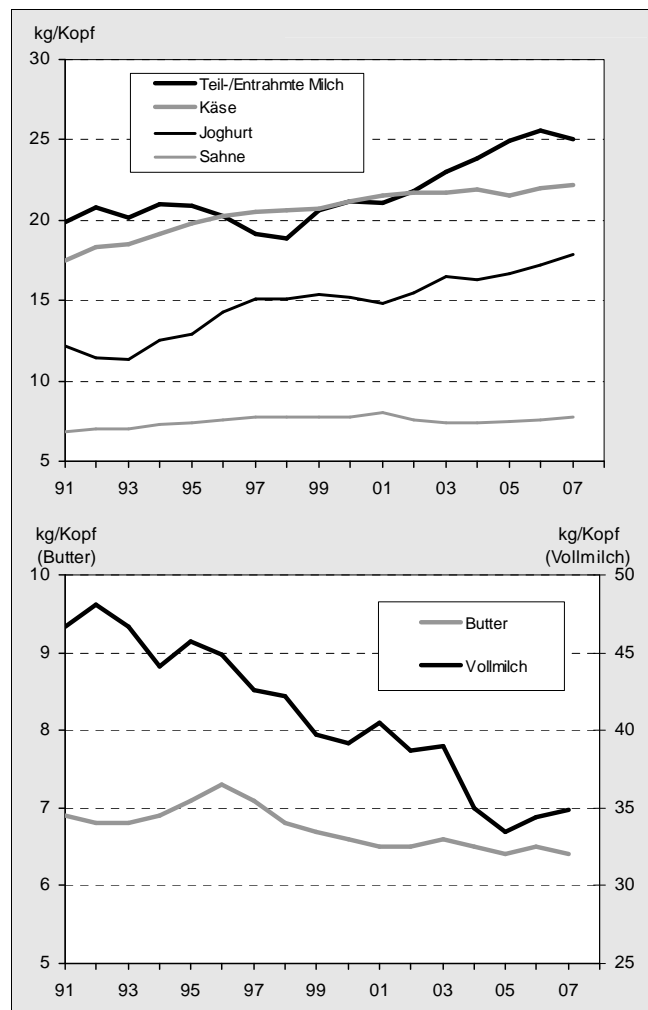 kg/Kopf
30
25
20
15
10
5
Teil-/Entrahmte Milch
Käse
Joghurt
Sahne
91 93 95 97 99 01 03 05 07
kg/Kopf
(Butter)
kg/Kopf
(Vollmilch)
10
9
8
7
6
5
50
45
40
35
30
25
Butter
Vollmilch
91 93 95 97 99 01 03 05 07